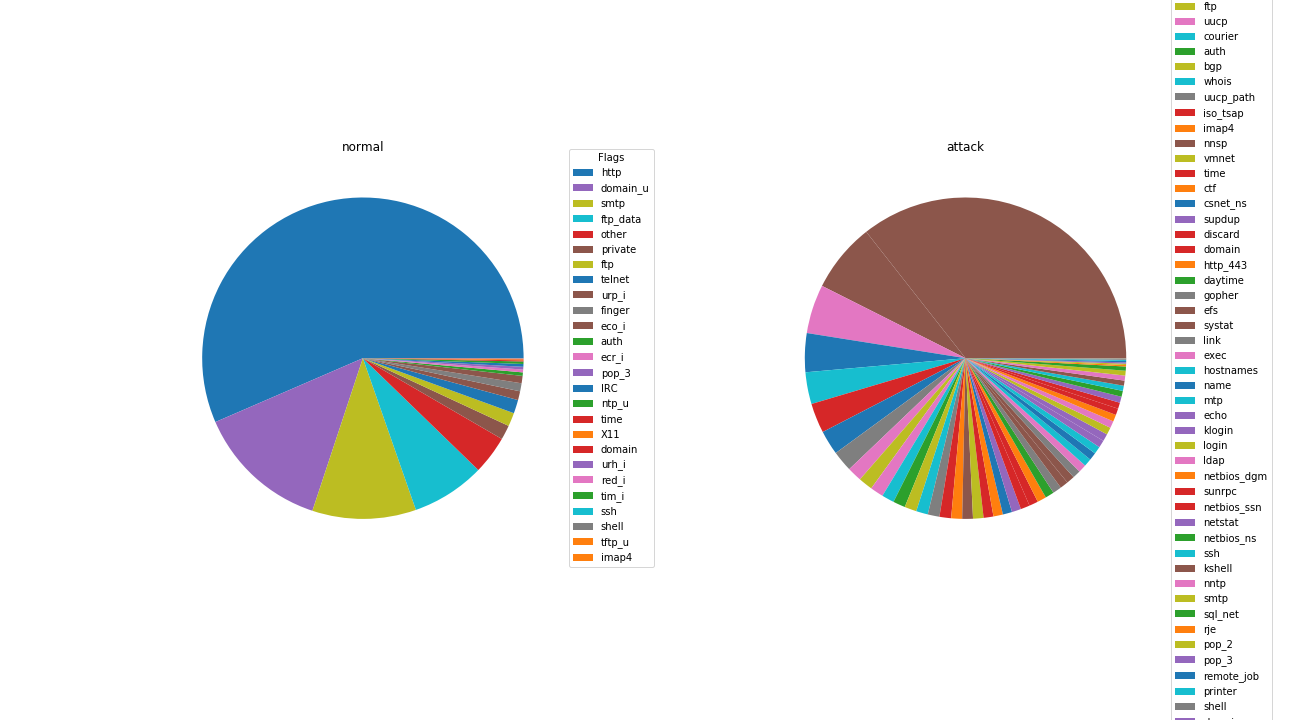 normal
Flags
http
domain_u
smtp
ftp_data
other
private
ftp
telnet
urp_i
finger
eco_i
auth
ecr_i
pop_3
IRC
ntp_u
time
X11
domain
urh_i
red_i
tim_i
ssh
shell
tftp_u
imap4
attack
ftp
uucp
courier
auth
bgp
whois
uucp_path
iso_tsap
imap4
nnsp
vmnet
time
ctf
csnet_ns
supdup
discard
domain
http_443
daytime
gopher
efs
systat
link
exec
hostnames
name
mtp
echo
klogin
login
ldap
netbios_dgm
sunrpc
netbios_ssn
netstat
netbios_ns
ssh
kshell
nntp
smtp
sql_net
rje
pop_2
pop_3
remote_job
printer
shell